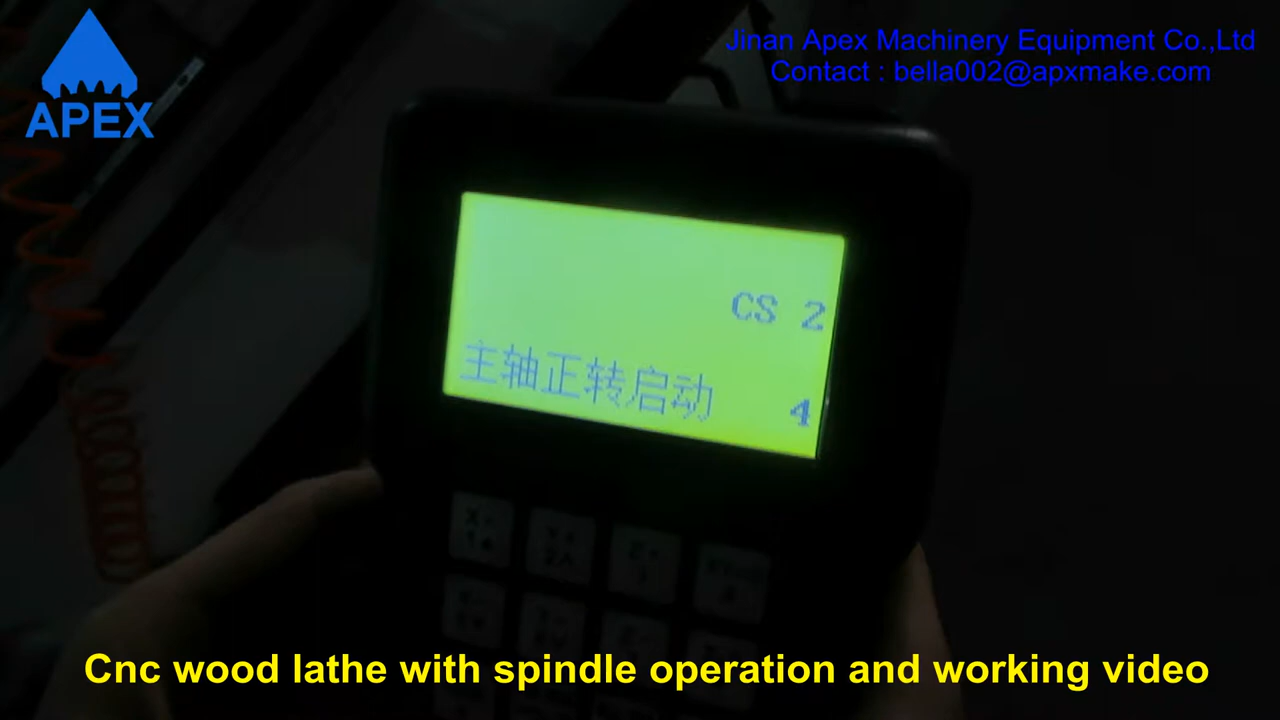 APEX
Jinan Apex Machinery Equipment Co.,Ltd
Contact : bella002@apxmake.com
CS 2
主轴正转启动 4
Cnc wood lathe with spindle operation and working video